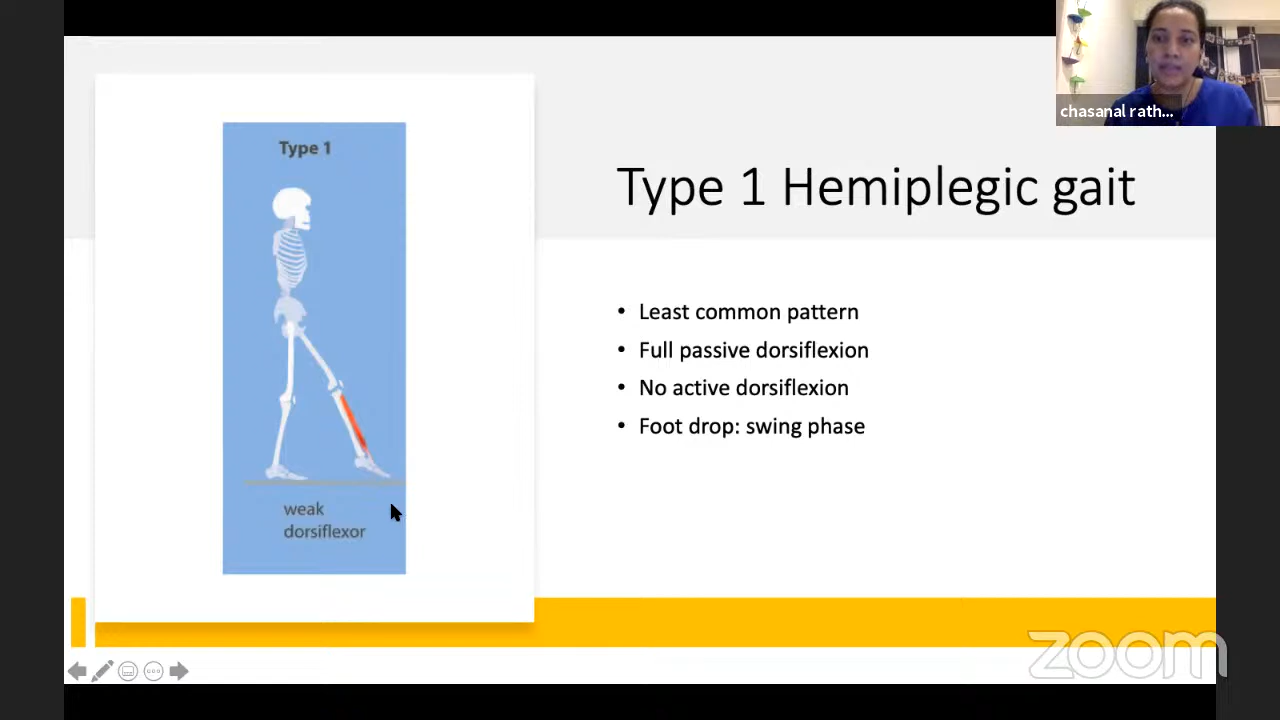 chasanal rath...
Type 1
Type 1 Hemiplegic gait
• Least common pattern
• Full passive dorsiflexion
• No active dorsiflexion
• Foot drop: swing phase
weak
dorsiflexor
zoom